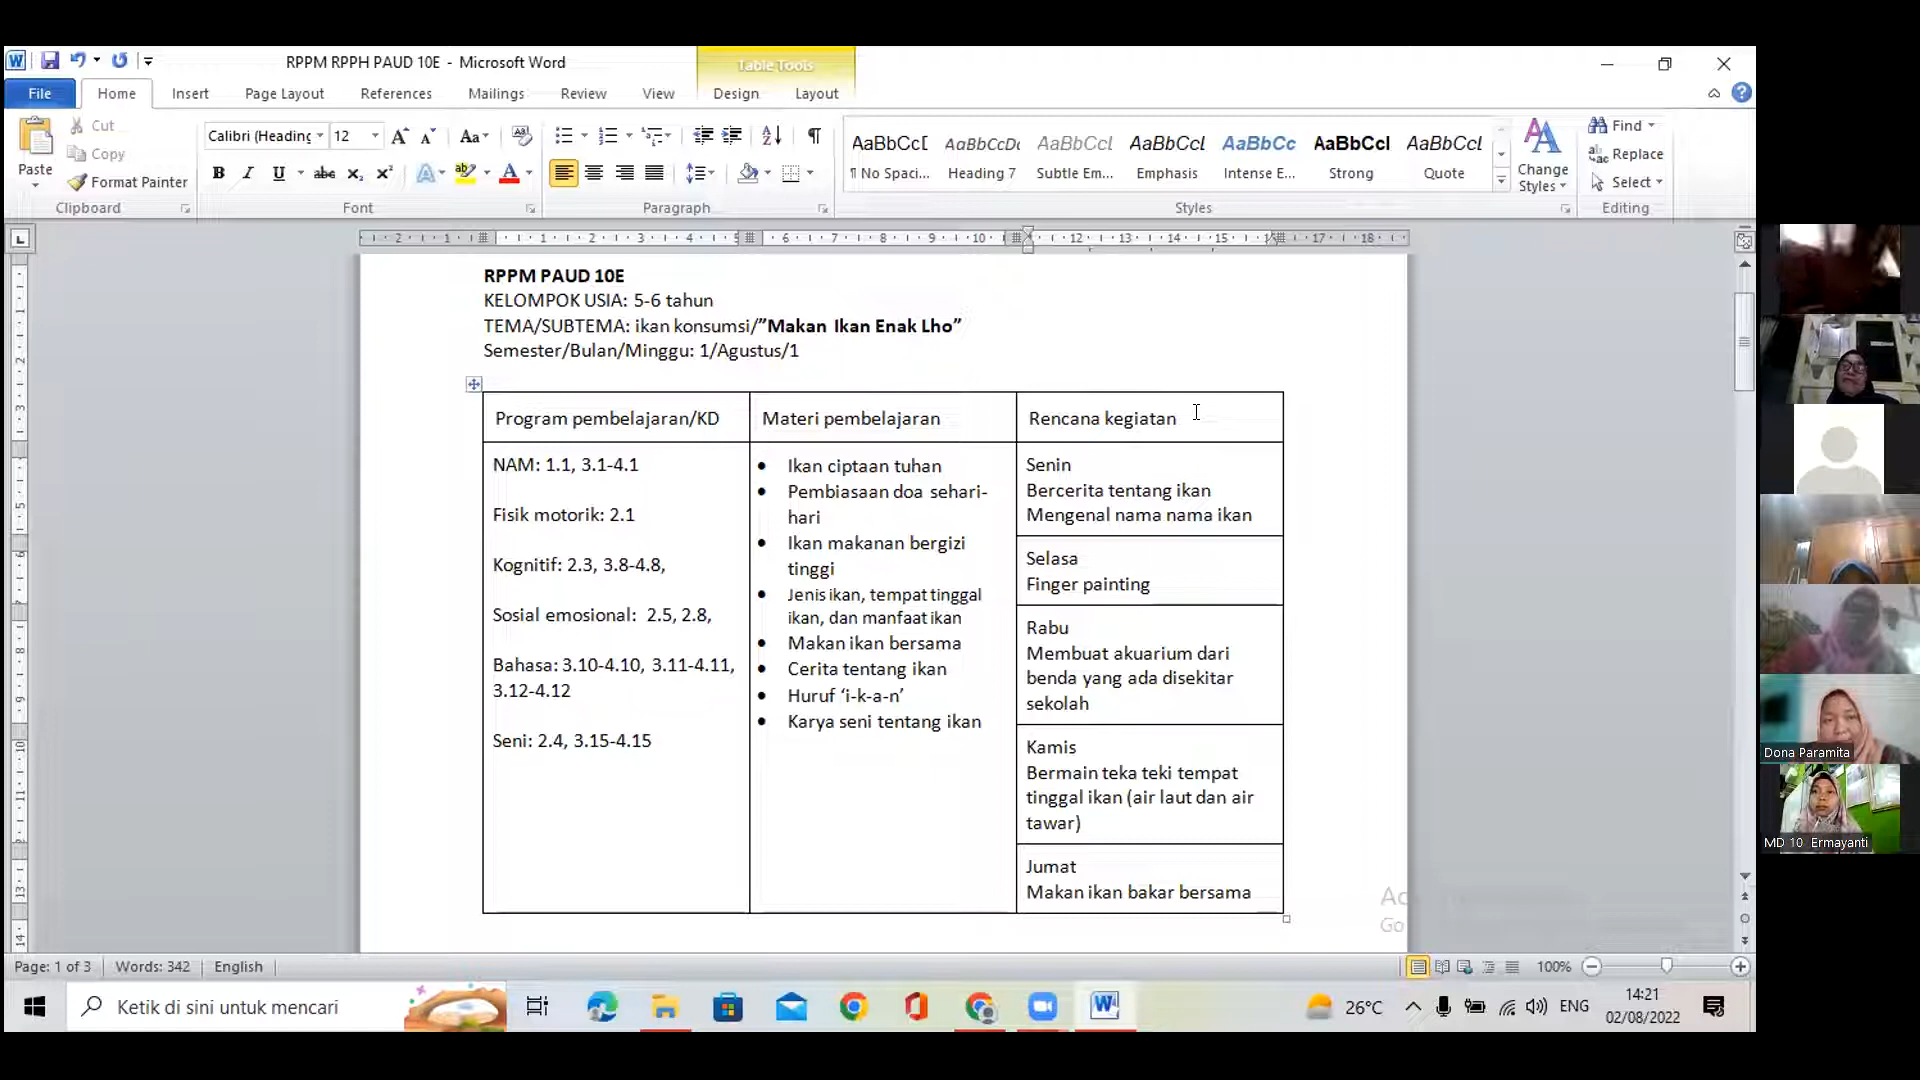 RPPM RPPH PAUD 10E - Microsoft Word
Table Tools
File Home Insert Page Layout References Mailings Review View Design Layout
Cut
Copy
Format Painter
Paste
Clipboard
Calibri (Heading 12
Font
Paragraph
AaBbCcD AaBbCcDc AaBbCcl AaBbCcl AaBbCc AaBbCcl AaBbCcl
¶ No Spaci... Heading 7 Subtle Em... Emphasis Intense E... Strong Quote
Change
Styles
Styles
Find
Replace
Select
Editing
RPPM PAUD 10E
KELOMPOK USIA: 5-6 tahun
TEMA/SUBTEMA: ikan konsumsi/”Makan Ikan Enak Lho”
Semester/Bulan/Minggu: 1/Agustus/1
Program pembelajaran/KD
NAM: 1.1, 3.1-4.1
Fisik motorik: 2.1
Kognitif: 2.3, 3.8-4.8,
Sosial emosional: 2.5, 2.8,
Bahasa: 3.10-4.10, 3.11-4.11,
3.12-4.12
Seni: 2.4, 3.15-4.15
Materi pembelajaran
• Ikan ciptaan tuhan
• Pembiasaan doa sehari-
hari
• Ikan makanan bergizi
tinggi
• Jenis ikan, tempat tinggal
ikan, dan manfaat ikan
• Makan ikan bersama
• Cerita tentang ikan
• Huruf ‘i-k-a-n’
• Karya seni tentang ikan
Rencana kegiatan
Senin
Bercerita tentang ikan
Mengenal nama nama ikan
Selasa
Finger painting
Rabu
Membuat akuarium dari
benda yang ada disekitar
sekolah
Kamis
Bermain teka teki tempat
tinggal ikan (air laut dan air
tawar)
Jumat
Makan ikan bakar bersama
Go
Page: 1 of 3 Words: 342 English
100%
Ketik di sini untuk mencari
26°C
ENG
14:21
02/08/2022
Dona Paramita
MD 10 Ermayanti